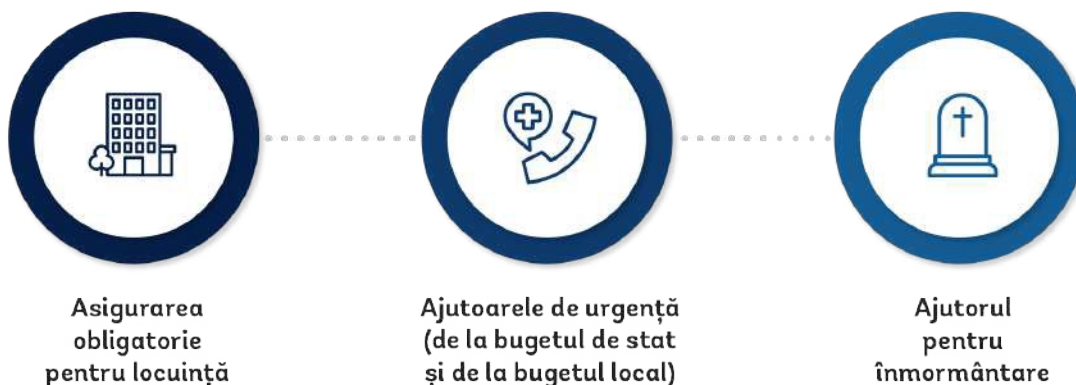 Asigurarea
obligatorie
pentru locuință
Ajutoarele de urgență
(de la bugetul de stat
și de la bugetul local)
Ajutorul
pentru
înmormântare